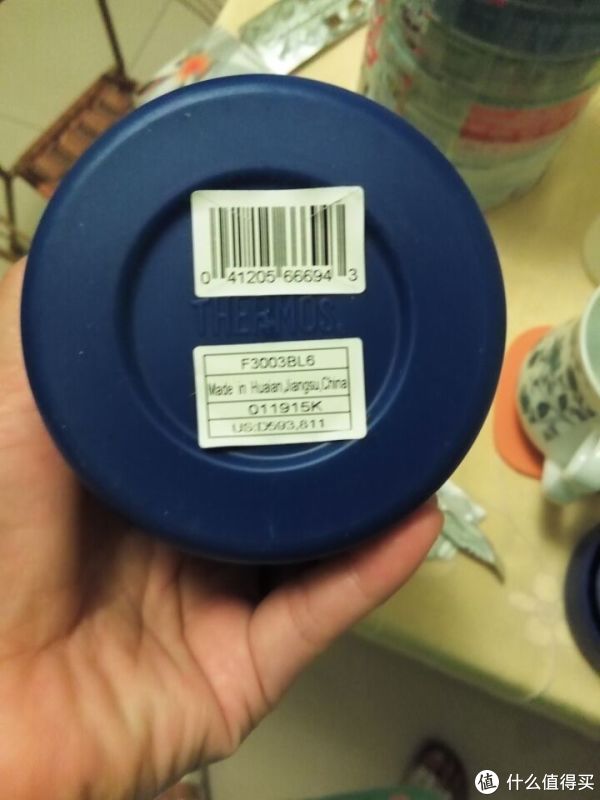 0 41205 66694 3
THERMOS.
F3003BL6
Made in Huaian,Jiangsu,China
011915K
US:D593,811
值 什么值得买